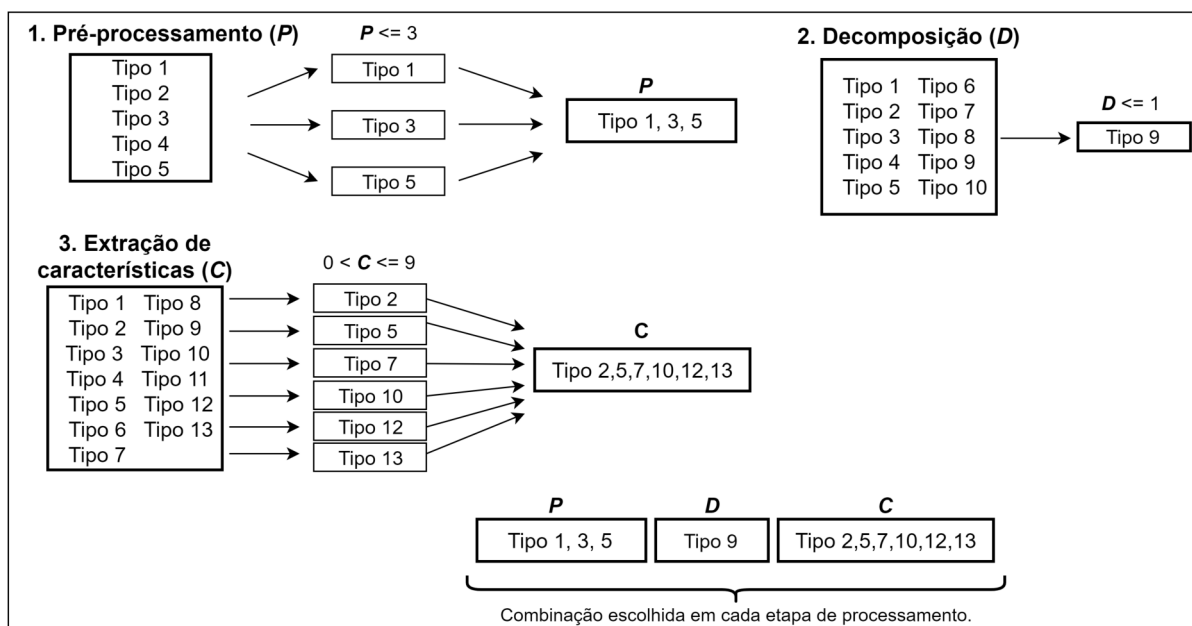 1. Pré-processamento (P)
P <= 3
Tipo 1
Tipo 2
Tipo 3
Tipo 4
Tipo 5
Tipo 1
Tipo 3
Tipo 5
P
Tipo 1, 3, 5
2. Decomposição (D)
Tipo 1 Tipo 6
Tipo 2 Tipo 7
Tipo 3 Tipo 8
Tipo 4 Tipo 9
Tipo 5 Tipo 10
D <= 1
Tipo 9
3. Extração de
características (C)
0 < C <= 9
Tipo 1 Tipo 8
Tipo 2 Tipo 9
Tipo 3 Tipo 10
Tipo 4 Tipo 11
Tipo 5 Tipo 12
Tipo 6 Tipo 13
Tipo 7
Tipo 2
Tipo 5
Tipo 7
Tipo 10
Tipo 12
Tipo 13
C
Tipo 2,5,7,10,12,13
P D C
Tipo 1, 3, 5 Tipo 9 Tipo 2,5,7,10,12,13
Combinação escolhida em cada etapa de processamento.